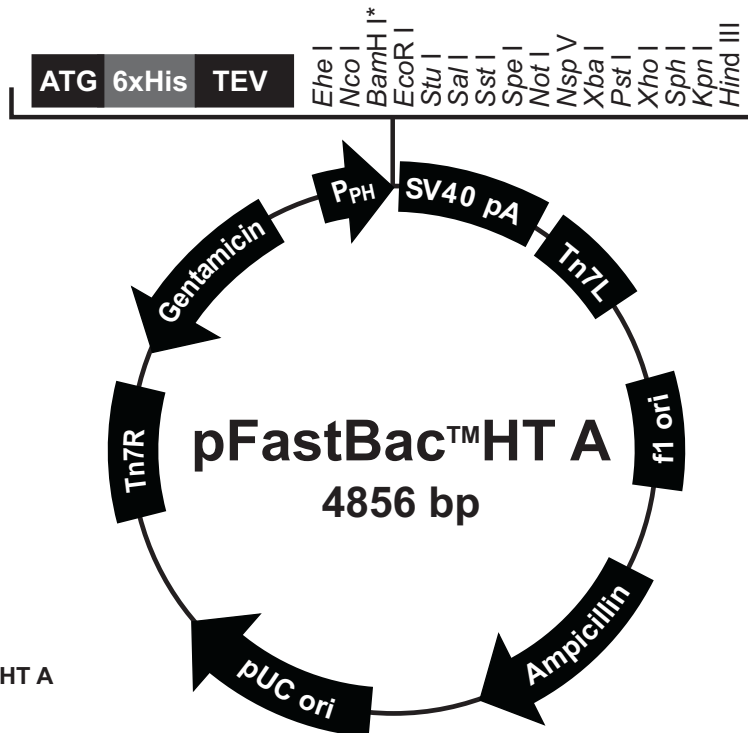 ATG 6xHis TEV
Ehe I
Nco I
BamH I*
EcoR I
Stu I
Sal I
Sst I
Spe I
Not I
Nsp V
Xba I
Pst I
Xho I
Sph I
Kpn I
Hind III
PPH
SV40 pA
Tn7L
f1 ori
Ampicillin
pUC ori
Tn7R
Gentamicin
pFastBac™HT A
4856 bp
HT A